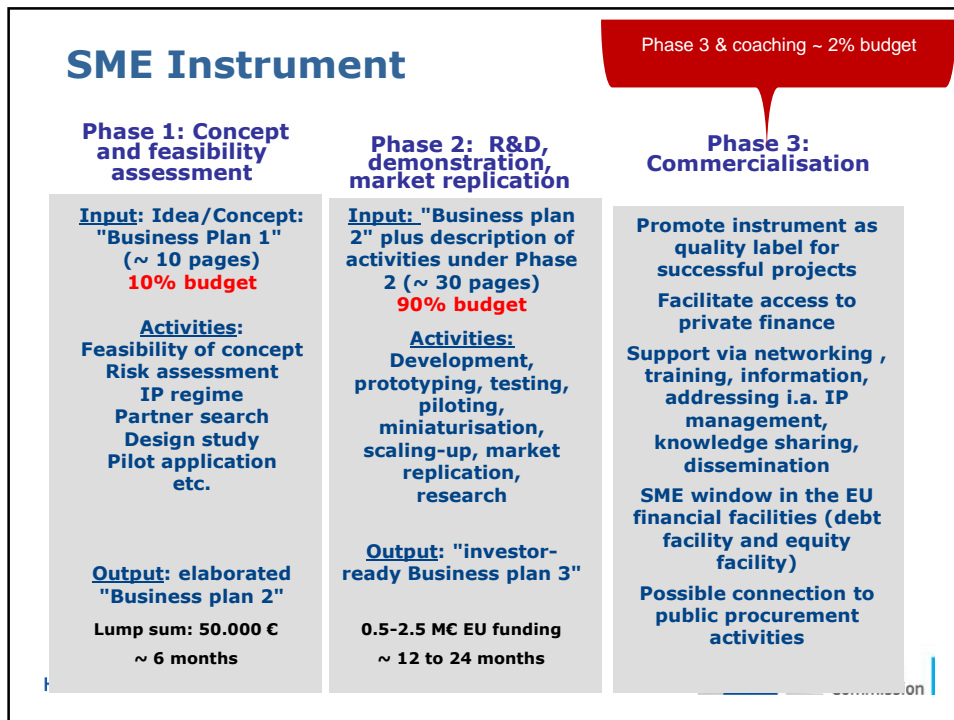 SME Instrument
Phase 3 & coaching ~ 2% budget
Phase 1: Concept
and feasibility
assessment
Input: Idea/Concept:
"Business Plan 1"
(~ 10 pages)
10% budget
Activities:
Feasibility of concept
Risk assessment
IP regime
Partner search
Design study
Pilot application
etc.
Output: elaborated
"Business plan 2"
Lump sum: 50.000 €
~ 6 months
Phase 2:  R&D,
demonstration,
market replication
Input: "Business plan
2" plus description of
activities under Phase
2 (~ 30 pages)
90% budget
Activities:
Development,
prototyping, testing,
piloting,
miniaturisation,
scaling-up, market
replication,
research
Output: "investor-
ready Business plan 3"
0.5-2.5 M€ EU funding
~ 12 to 24 months
Phase 3:
Commercialisation
Promote instrument as
quality label for
successful projects
Facilitate access to
private finance
Support via networking ,
training, information,
addressing i.a. IP
management,
knowledge sharing,
dissemination
SME window in the EU
financial facilities (debt
facility and equity
facility)
Possible connection to
public procurement
activities